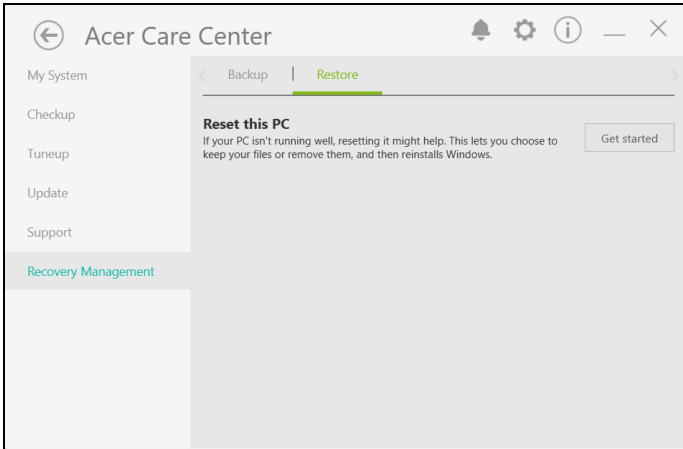 Acer Care Center
My System
Checkup
Tuneup
Update
Support
Recovery Management
Backup | Restore
Reset this PC
If your PC isn't running well, resetting it might help. This lets you choose to
keep your files or remove them, and then reinstalls Windows.
Get started